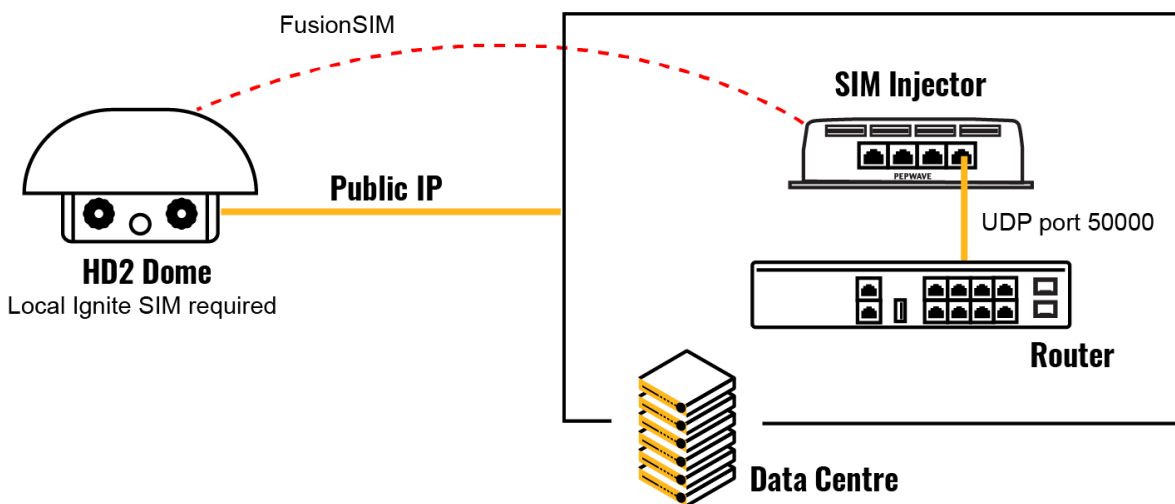 FusionSIM
SIM Injector
PEPWAVE
Public IP
UDP port 50000
HD2 Dome
Local Ignite SIM required
Router
Data Centre